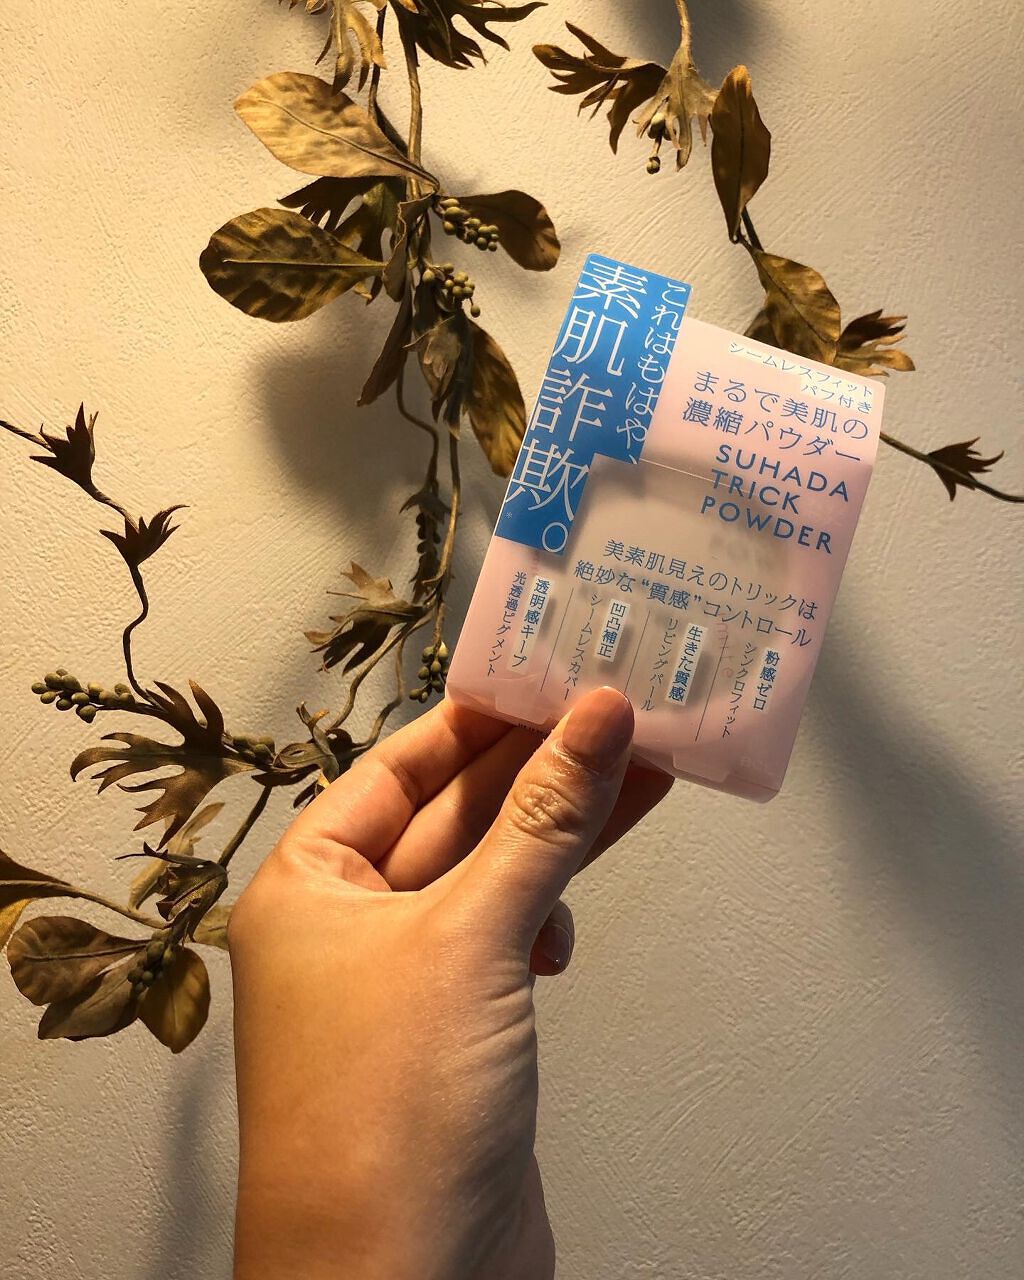 これはもはや、
素肌詐欺。
*
シームレスフィット
パフ付き
まるで美肌の
濃縮パウダー
SUHADA
TRICK
POWDER
美素肌見えのトリックは
絶妙な“質感”コントロール
粉感ゼロ
シンクロフィット
生きた質感
リビングパール
凹凸補正
シームレスカバー
透明感キープ
光透過ピグメント